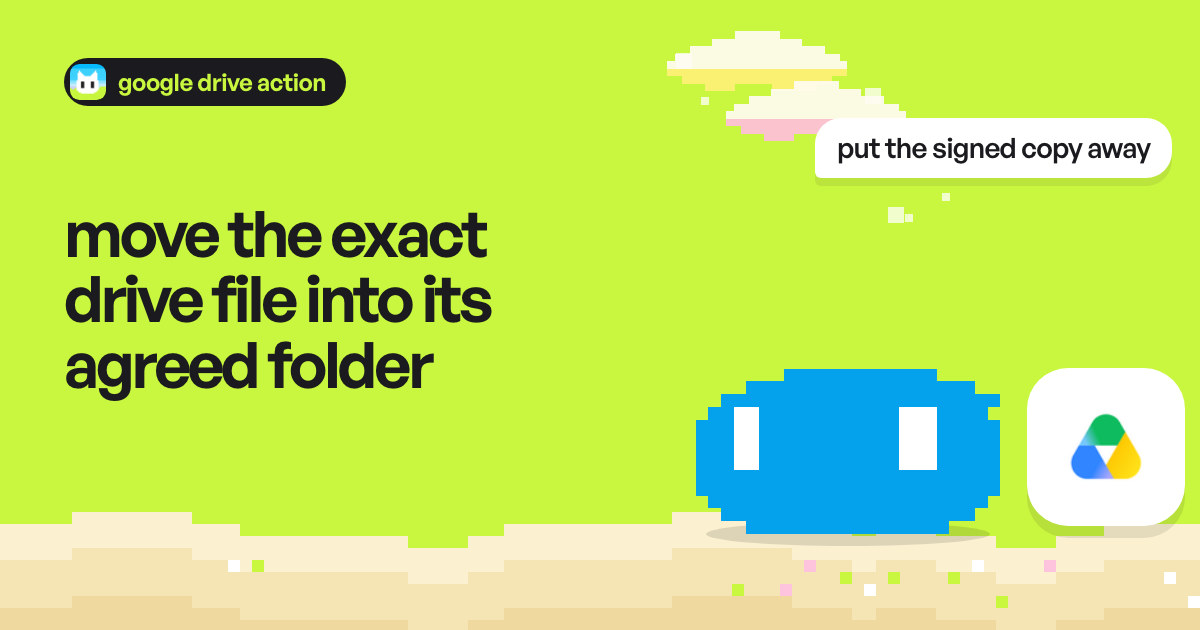 google drive action
put the signed copy away
move the exact
drive file into its
agreed folder